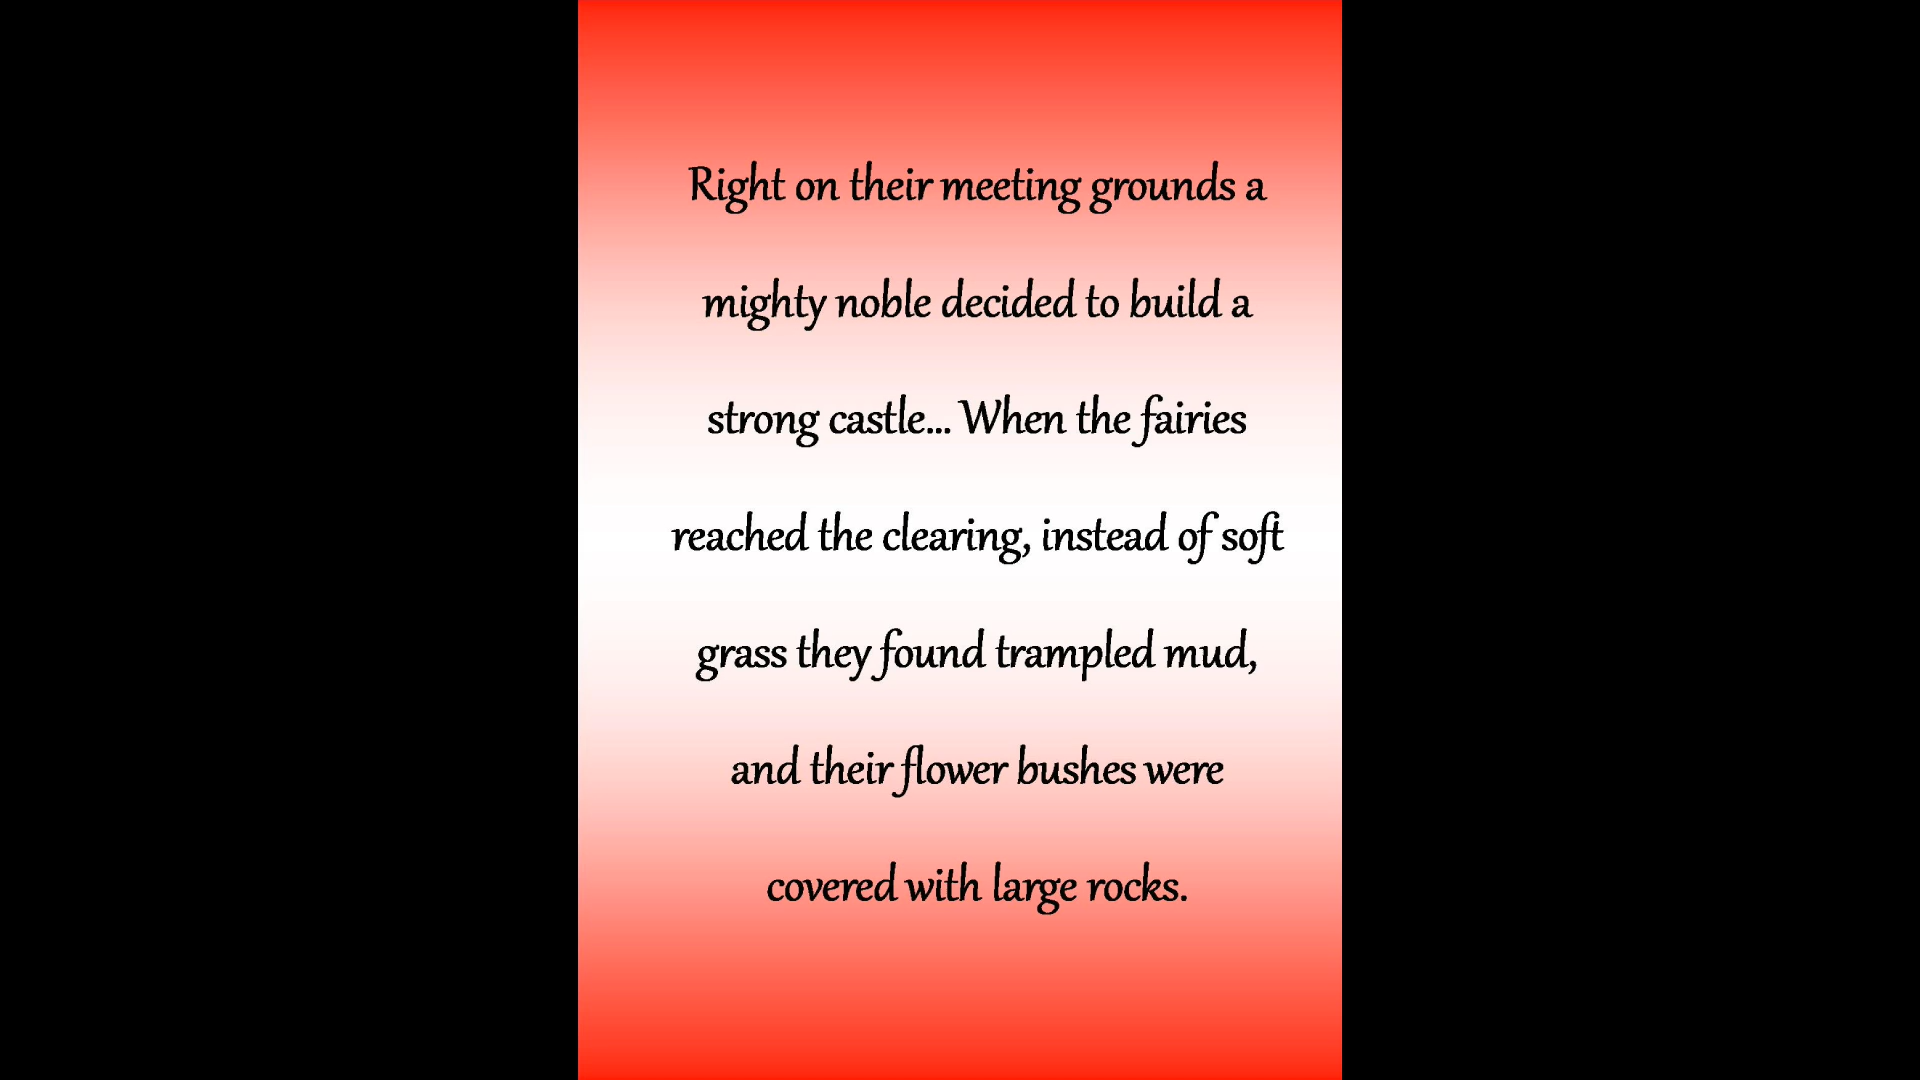 Right on their meeting grounds a
mighty noble decided to build a
strong castle... When the fairies
reached the clearing, instead of soft
grass they found trampled mud,
and their flower bushes were
covered with large rocks.